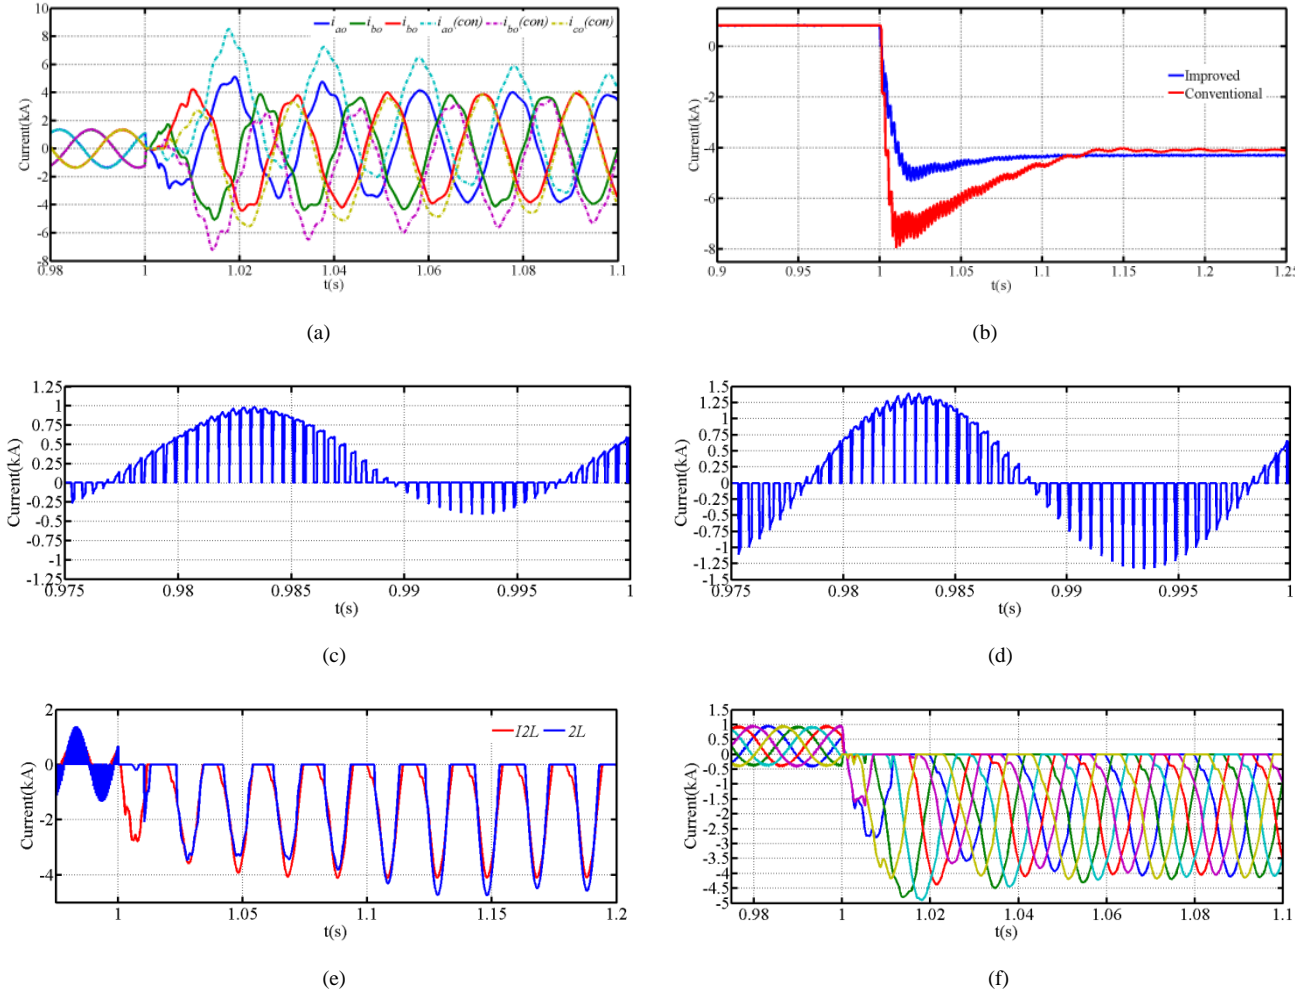 10
8
6
4
2
0
-2
-4
-6
-8
Current(kA)
i_ao i_bo i_bo i_ao(con) i_bo(con) i_co(con)
0.98 1 1.02 1.04 1.06 1.08 1.1
t(s)
(a)
0
-2
-4
-6
-8
Current(kA)
Improved
Conventional
0.9 0.95 1 1.05 1.1 1.15 1.2 1.25
t(s)
(b)
1.25
1
0.75
0.5
0.25
0
-0.25
-0.5
-0.75
-1
-1.25
Current(kA)
0.975 0.98 0.985 0.99 0.995 1
t(s)
(c)
1.5
1.25
0.75
0.5
0.25
0
-0.25
-0.5
-0.75
-1
-1.25
-1.5
Current(kA)
0.975 0.98 0.985 0.99 0.995 1
t(s)
(d)
2
0
-2
-4
Current(kA)
I2L 2L
1 1.05 1.1 1.15 1.2
t(s)
(e)
1.5
1
0.5
0
-0.5
-1
-1.5
-2
-2.5
-3
-3.5
-4
-4.5
-5
Current(kA)
0.98 1 1.02 1.04 1.06 1.08 1.1
t(s)
(f)